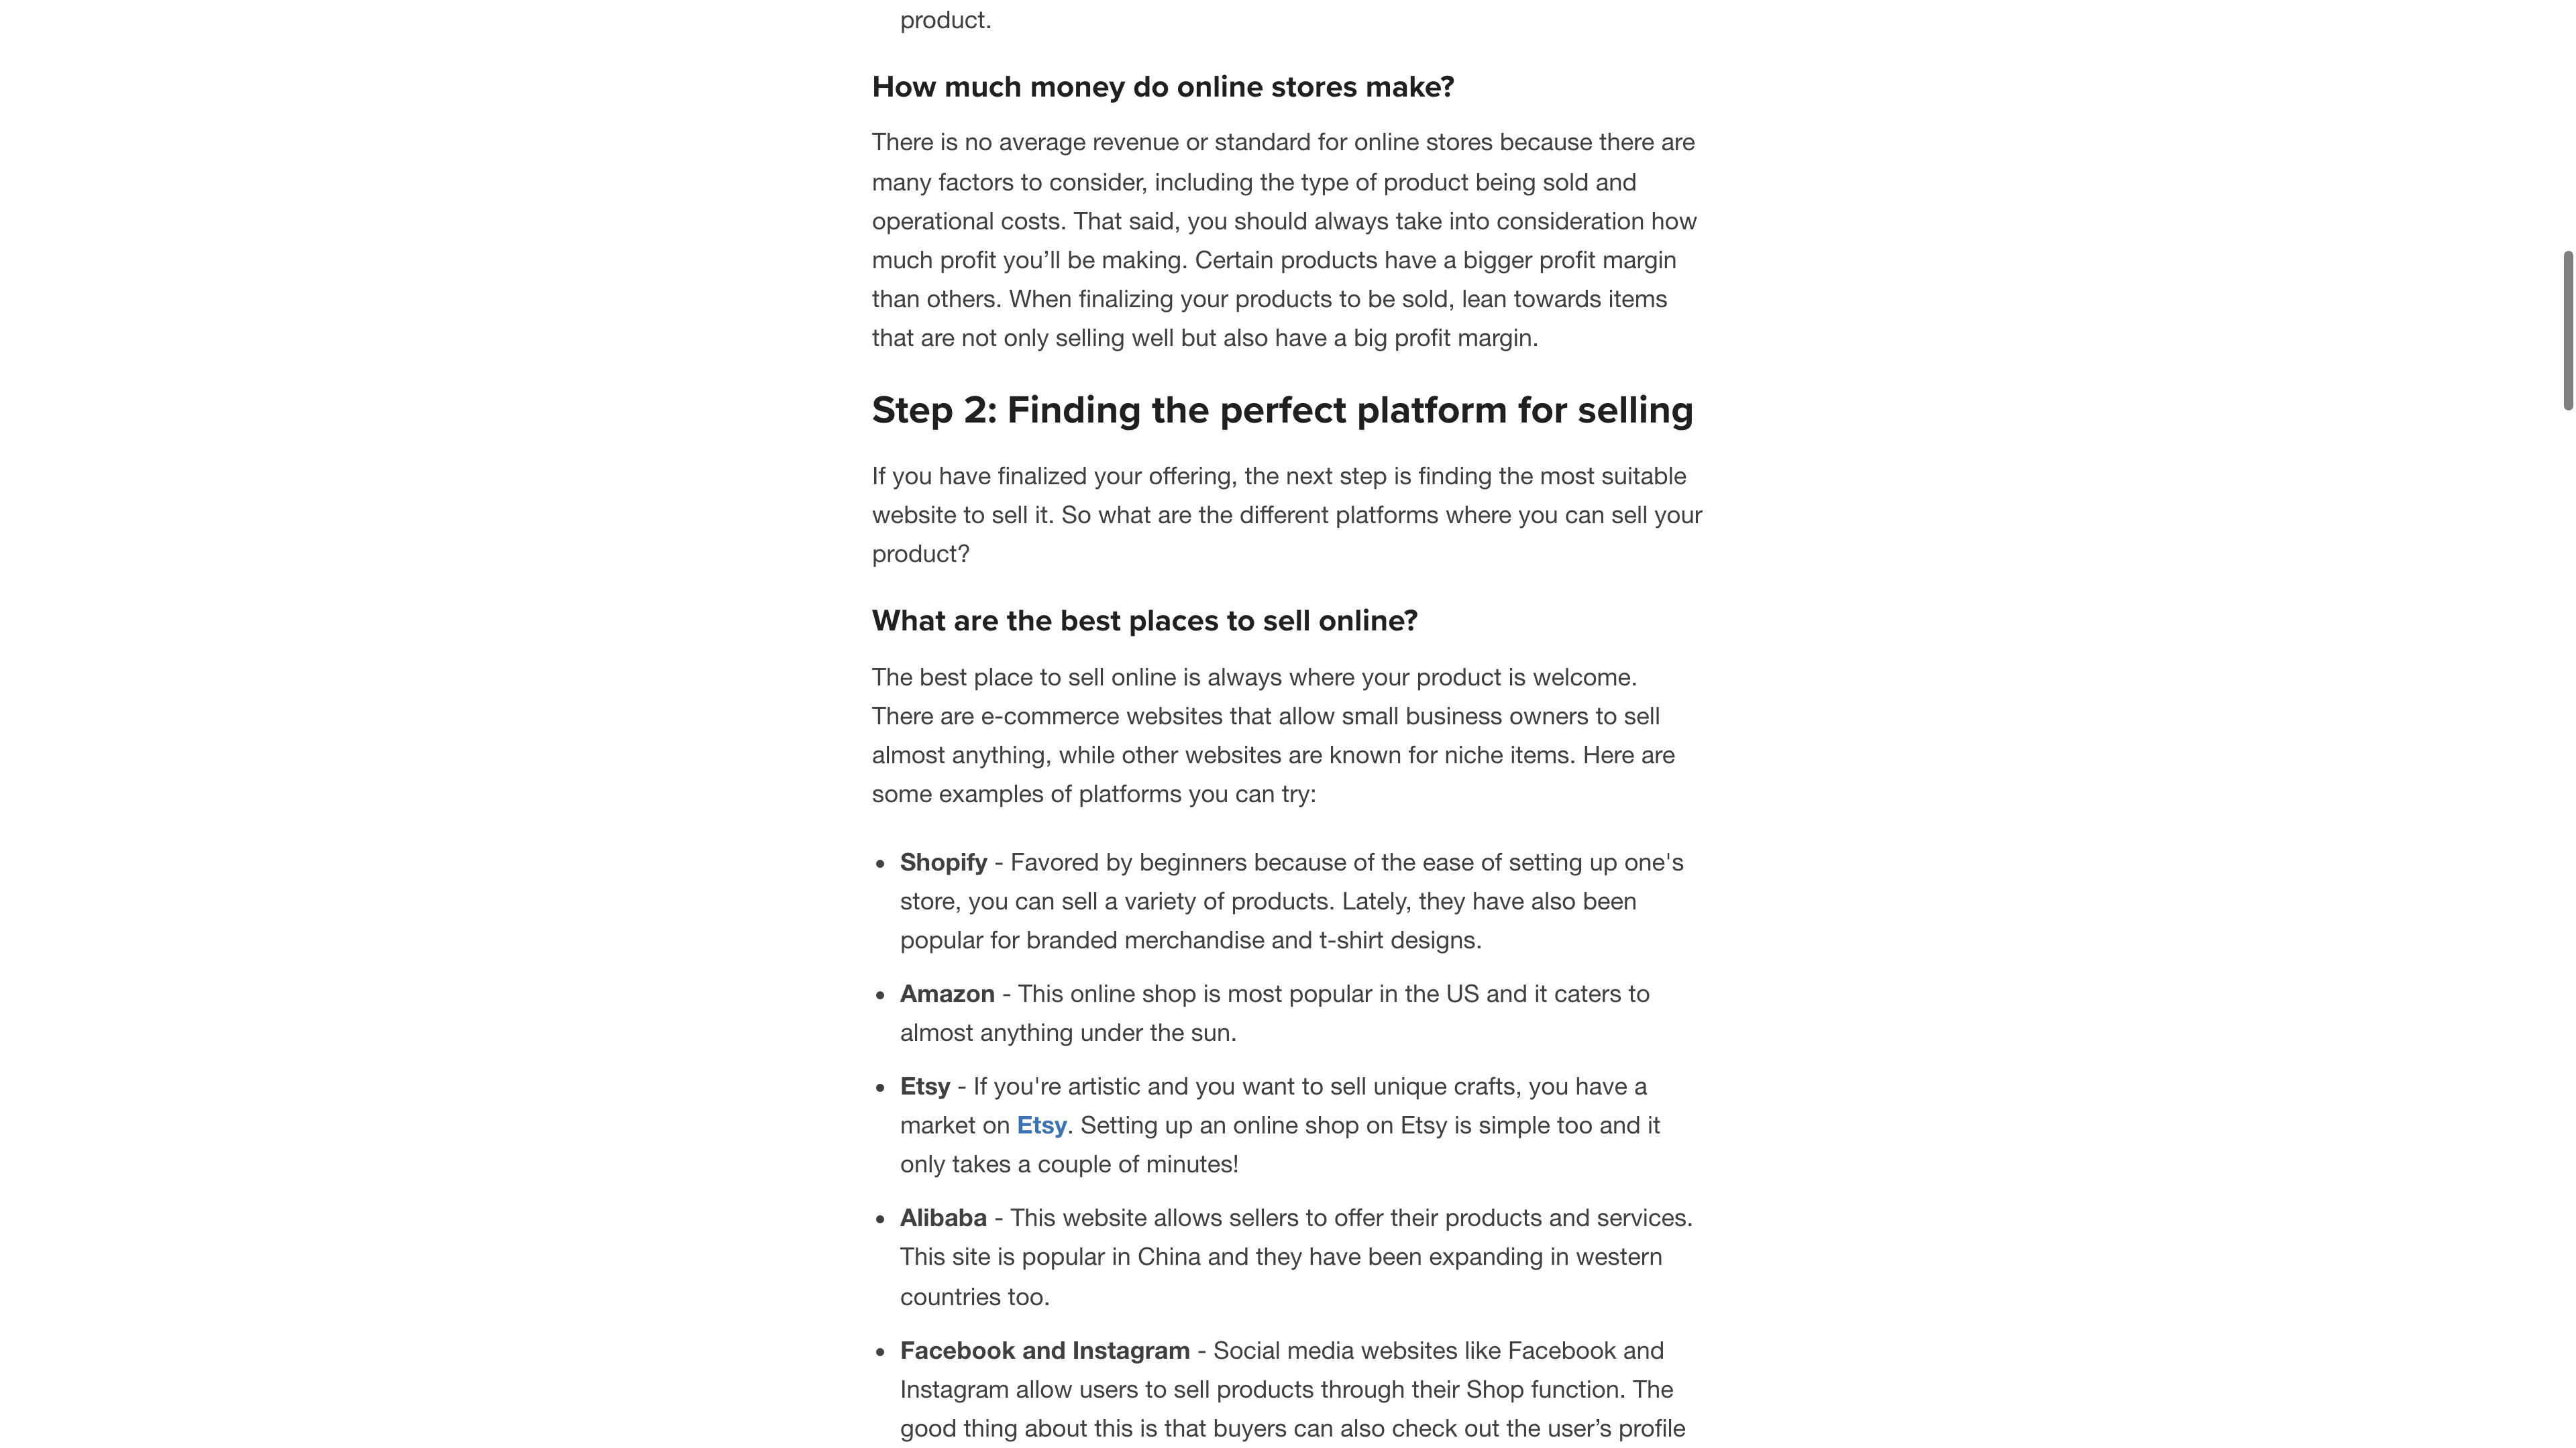 product.
How much money do online stores make?
There is no average revenue or standard for online stores because there are
many factors to consider, including the type of product being sold and
operational costs. That said, you should always take into consideration how
much profit you’ll be making. Certain products have a bigger profit margin
than others. When finalizing your products to be sold, lean towards items
that are not only selling well but also have a big profit margin.
Step 2: Finding the perfect platform for selling
If you have finalized your offering, the next step is finding the most suitable
website to sell it. So what are the different platforms where you can sell your
product?
What are the best places to sell online?
The best place to sell online is always where your product is welcome.
There are e-commerce websites that allow small business owners to sell
almost anything, while other websites are known for niche items. Here are
some examples of platforms you can try:
• Shopify - Favored by beginners because of the ease of setting up one's
store, you can sell a variety of products. Lately, they have also been
popular for branded merchandise and t-shirt designs.
• Amazon - This online shop is most popular in the US and it caters to
almost anything under the sun.
• Etsy - If you're artistic and you want to sell unique crafts, you have a
market on Etsy. Setting up an online shop on Etsy is simple too and it
only takes a couple of minutes!
• Alibaba - This website allows sellers to offer their products and services.
This site is popular in China and they have been expanding in western
countries too.
• Facebook and Instagram - Social media websites like Facebook and
Instagram allow users to sell products through their Shop function. The
good thing about this is that buyers can also check out the user’s profile